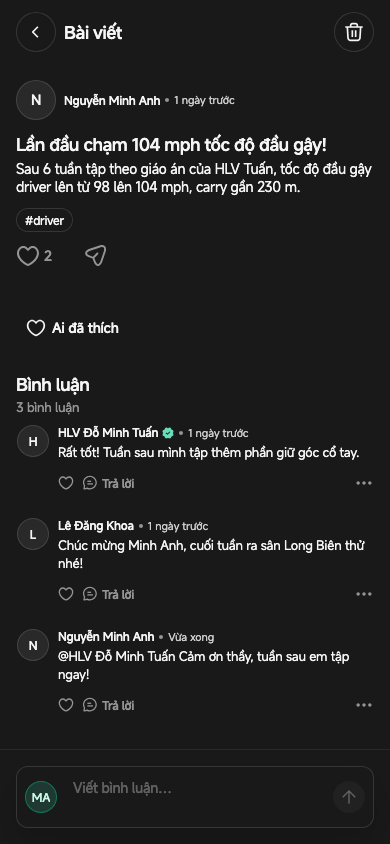 Bài viết
N
Nguyễn Minh Anh • 1 ngày trước
Lần đầu chạm 104 mph tốc độ đầu gậy!
Sau 6 tuần tập theo giáo án của HLV Tuấn, tốc độ đầu gậy
driver lên từ 98 lên 104 mph, carry gần 230 m.
#driver
2
Ai đã thích
Bình luận
3 bình luận
H
HLV Đỗ Minh Tuấn • 1 ngày trước
Rất tốt! Tuần sau mình tập thêm phần giữ góc cổ tay.
Trả lời
L
Lê Đăng Khoa • 1 ngày trước
Chúc mừng Minh Anh, cuối tuần ra sân Long Biên thử
nhé!
Trả lời
N
Nguyễn Minh Anh • Vừa xong
@HLV Đỗ Minh Tuấn Cảm ơn thầy, tuần sau em tập
ngay!
Trả lời
MA
Viết bình luận...